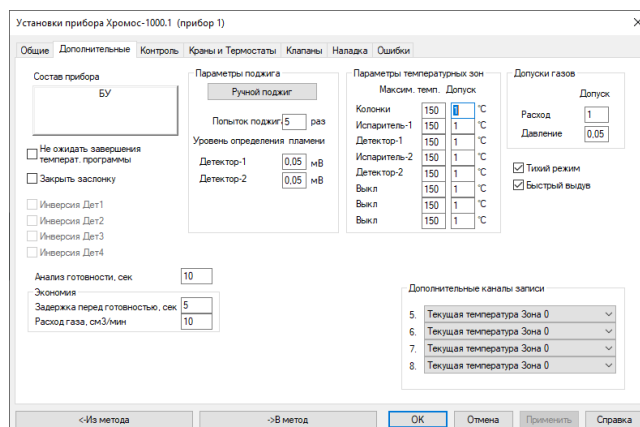 Установки прибора Хромос-1000.1 (прибор 1)
Общие Дополнительные Контроль Краны и Термостаты Клапаны Наладка Ошибки
Состав прибора
БУ
Не ожидать завершения
температ. программы
Закрыть заслонку
Инверсия Дет1
Инверсия Дет2
Инверсия Дет3
Инверсия Дет4
Анализ готовности, сек 10
Экономия
Задержка перед готовностью, сек 5
Расход газа, см3/мин 10
Параметры поджига
Ручной поджиг
Попыток поджига 5 раз
Уровень определения пламени
Детектор-1 0,05 мВ
Детектор-2 0,05 мВ
Параметры температурных зон
Максим. темп. Допуск
Колонки 150 1 °C
Испаритель-1 150 1 °C
Детектор-1 150 1 °C
Испаритель-2 150 1 °C
Детектор-2 150 1 °C
Выкл 150 1 °C
Выкл 150 1 °C
Выкл 150 1 °C
Допуски газов
Допуск
Расход 1
Давление 0,05
Тихий режим
Быстрый выдув
Дополнительные каналы записи
5. Текущая температура Зона 0
6. Текущая температура Зона 0
7. Текущая температура Зона 0
8. Текущая температура Зона 0
<-Из метода ->В метод OK Отмена Применить Справка